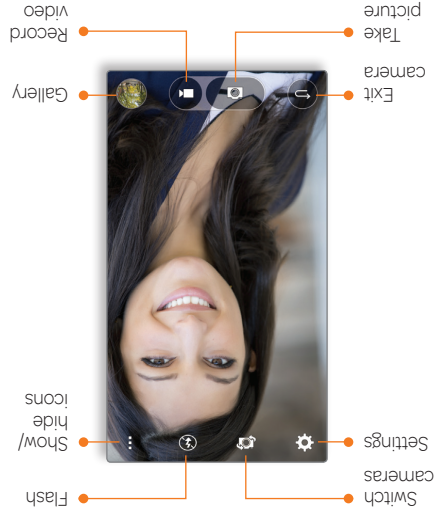 Switch
cameras
Flash
Settings
Show/
hide
icons
Exit
camera
Gallery
Take
picture
Record
video